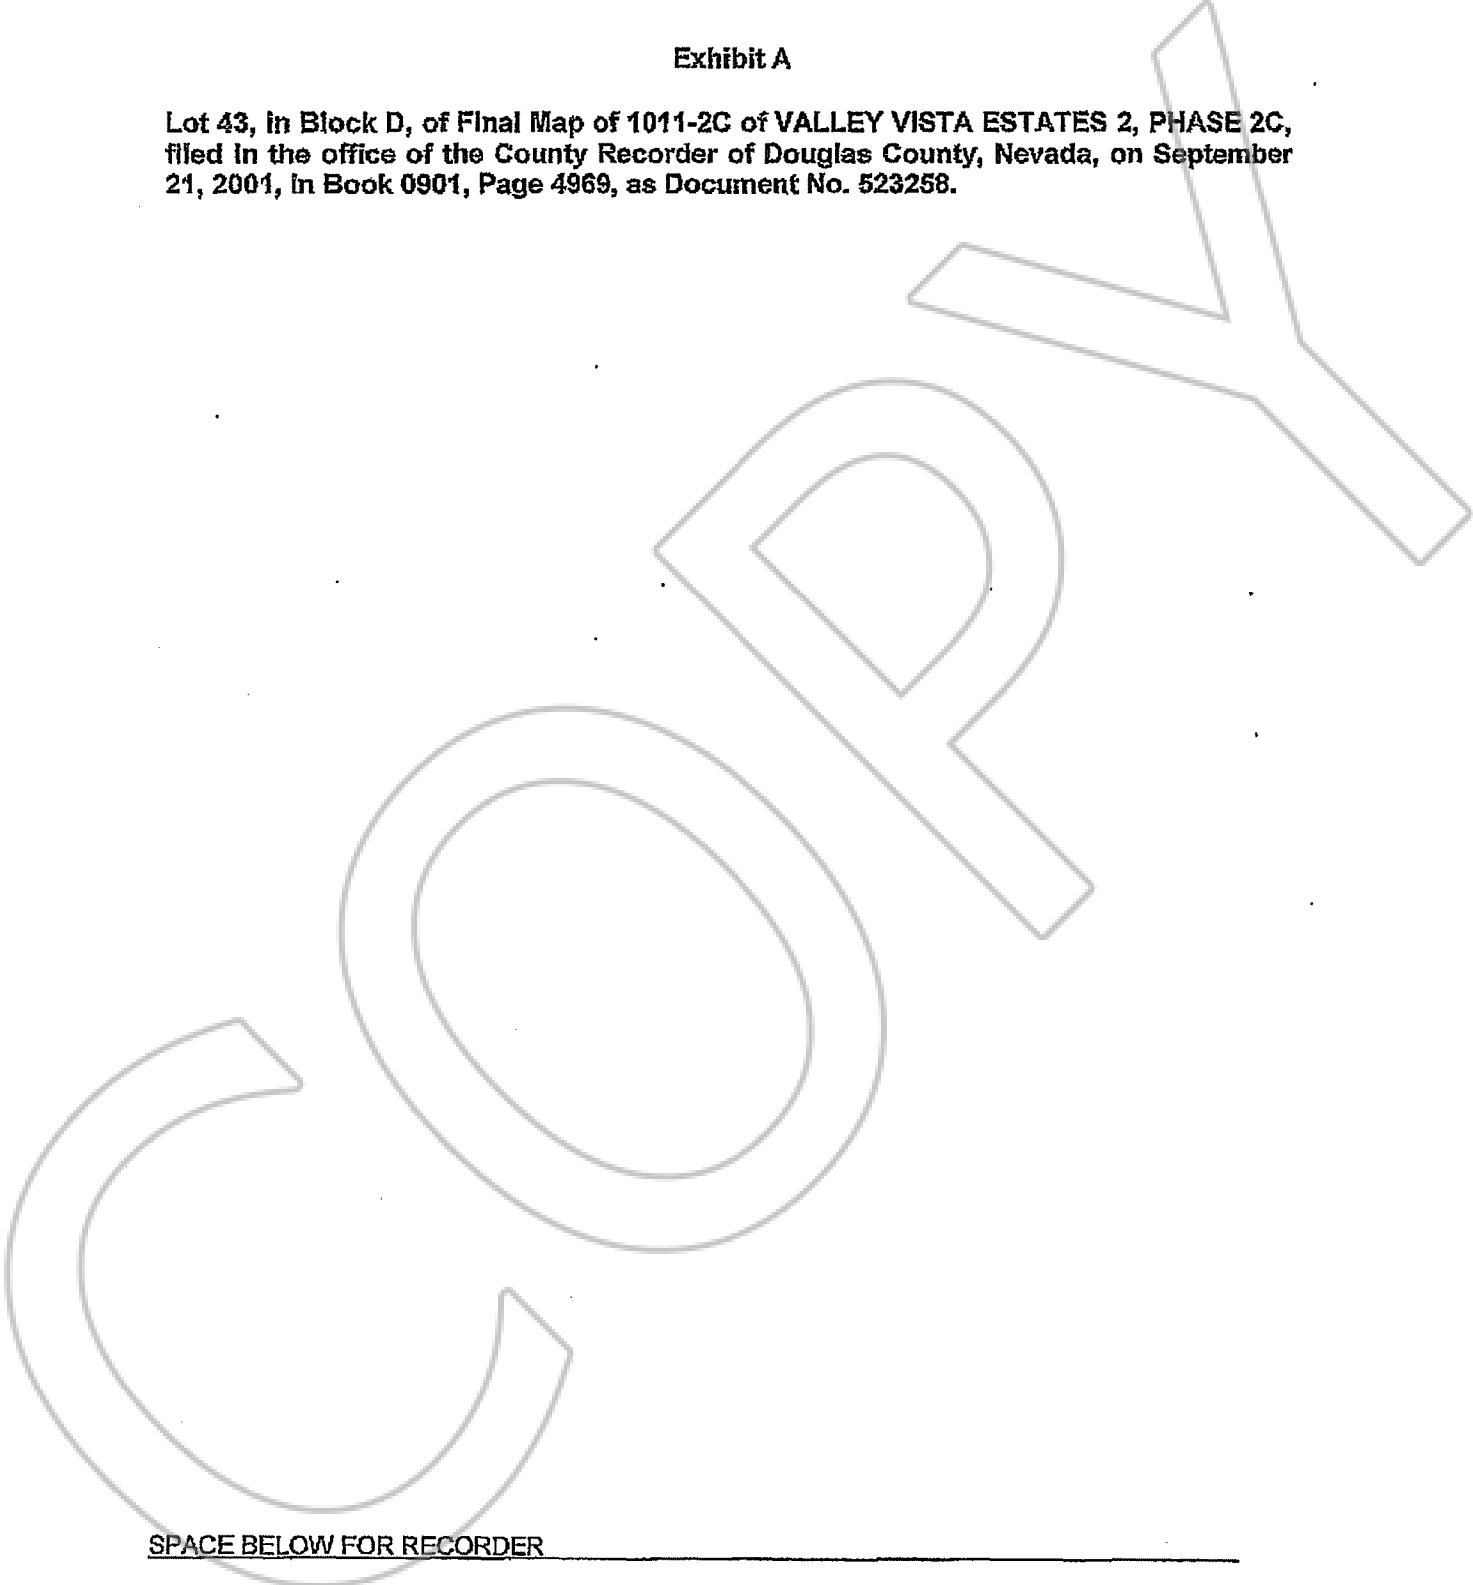 Exhibit A
Lot 43, in Block D, of Final Map of 1011-2C of VALLEY VISTA ESTATES 2, PHASE 2C,
filed in the office of the County Recorder of Douglas County, Nevada, on September
21, 2001, in Book 0901, Page 4969, as Document No. 523258.
COPY
SPACE BELOW FOR RECORDER